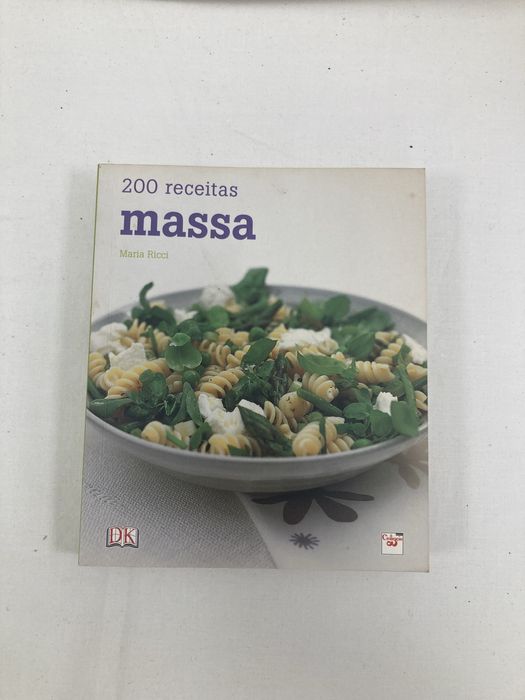 200 receitas
massa
Maria Ricci
DK